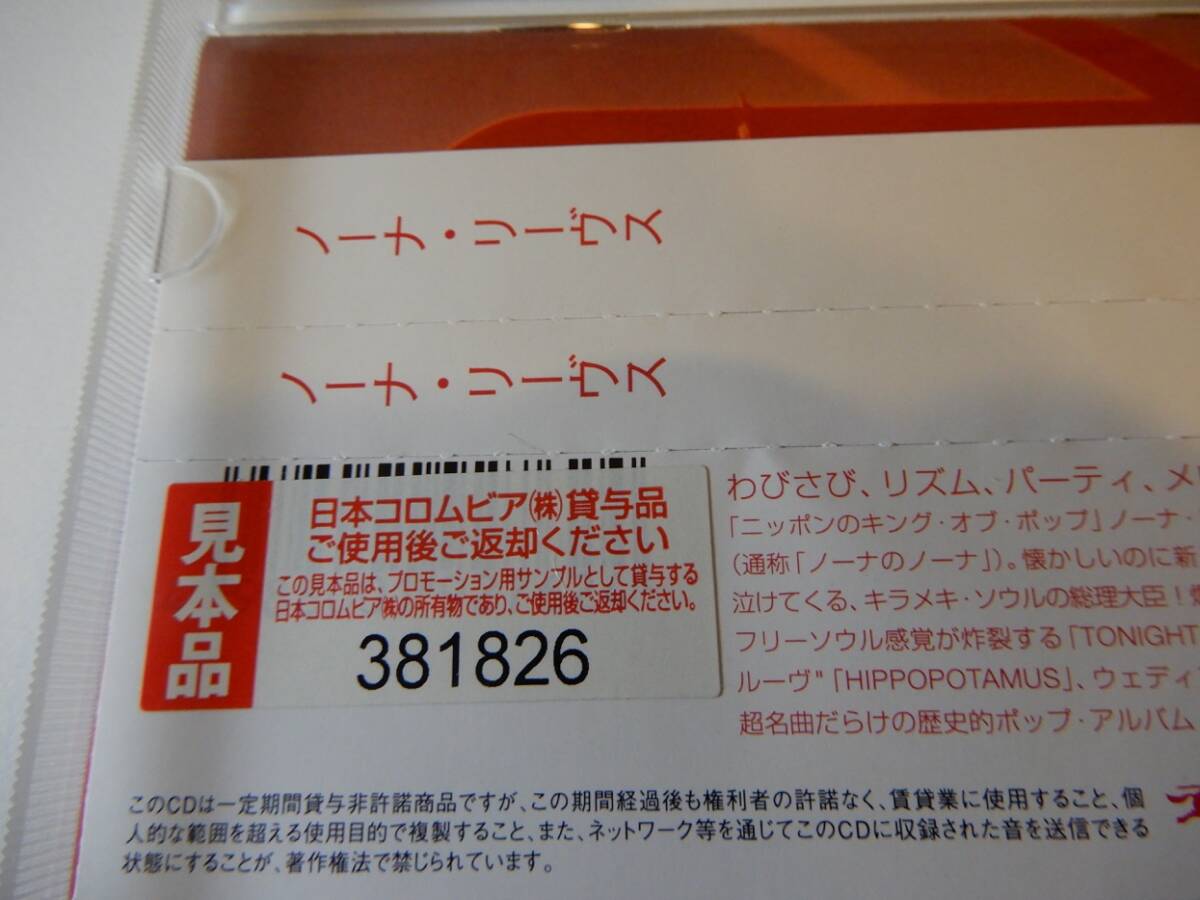 ノーナ・リーヴス
ノーナ・リーヴス
見本品
日本コロムビア㈱貸与品
ご使用後ご返却ください
この見本品は、プロモーション用サンプルとして貸与する
日本コロムビア㈱の所有物であり、ご使用後ご返却ください。
381826
わびさび、リズム、パーティ、メ
「ニッポンのキング・オブ・ポップ」ノーナ・
(通称「ノーナのノーナ」)。懐かしいのに新
泣けてくる、キラメキ・ソウルの総理大臣!
フリーソウル感覚が炸裂する「TONIGHT
ルーヴ"「HIPPOPOTAMUS」、ウェディ
超名曲だらけの歴史的ポップ・アルバム
このCDは一定期間貸与非許諾商品ですが、この期間経過後も権利者の許諾なく、賃貸業に使用すること、個
人的な範囲を超える使用目的で複製すること、また、ネットワーク等を通じてこのCDに収録された音を送信できる
状態にすることが、著作権法で禁じられています。